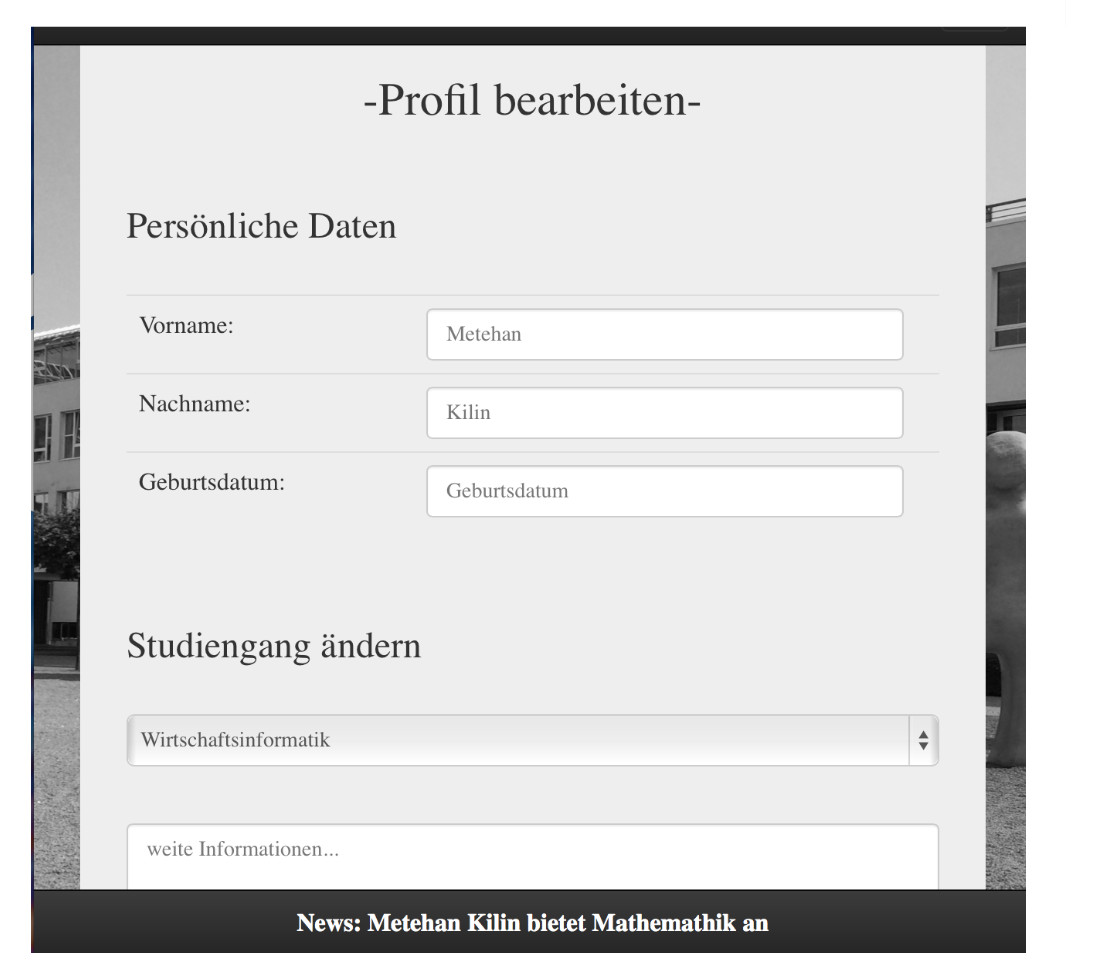 -Profil bearbeiten-
Persönliche Daten
Vorname: Metehan
Nachname: Kilin
Geburtsdatum: Geburtsdatum
Studiengang ändern
Wirtschaftsinformatik
weite Informationen...
News: Metehan Kilin bietet Mathemathik an